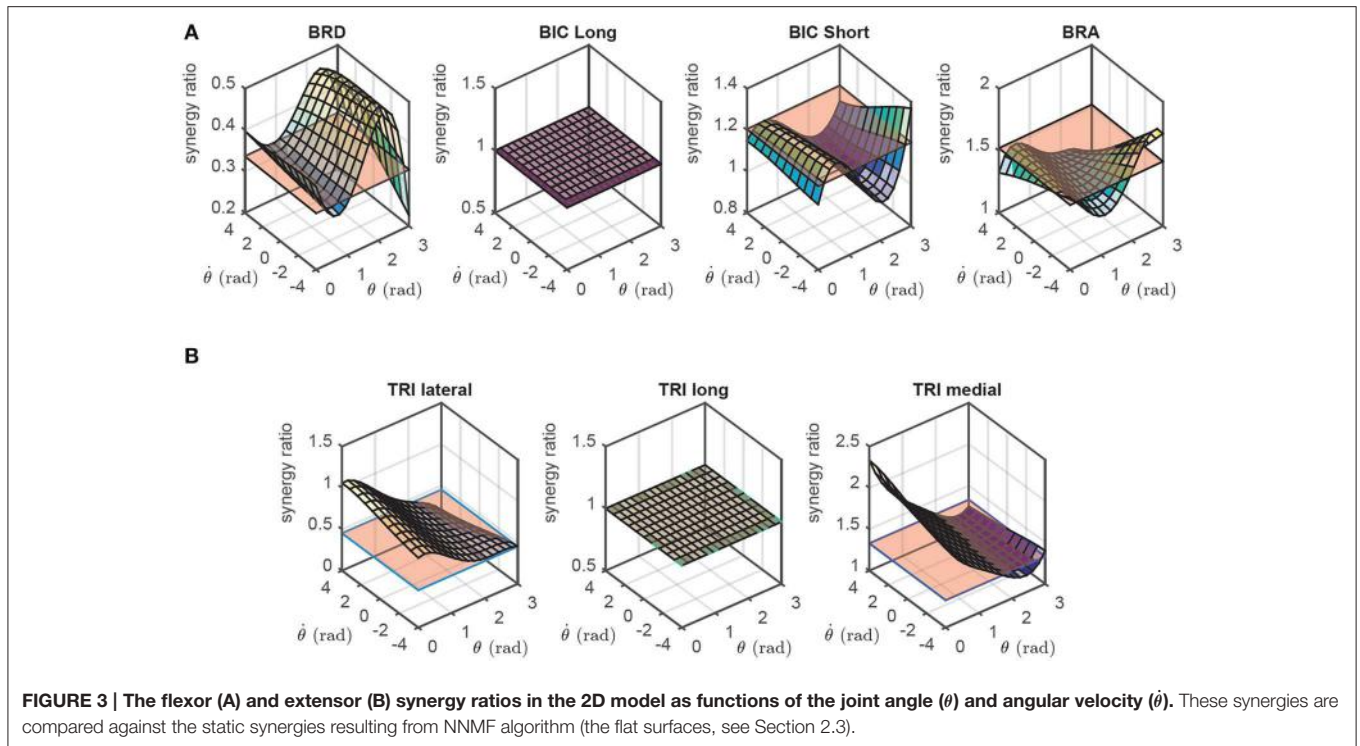 A
BRD
BIC Long
BIC Short
BRA
synergy ratio
0.5
0.4
0.3
0.2
4
2
0
-2
-4
θ̇ (rad)
0
1
2
3
θ (rad)
synergy ratio
1.5
1
0.5
4
2
0
-2
-4
θ̇ (rad)
0
1
2
3
θ (rad)
synergy ratio
1.4
1.2
1
0.8
4
2
0
-2
-4
θ̇ (rad)
0
1
2
3
θ (rad)
synergy ratio
2
1.5
1
4
2
0
-2
-4
θ̇ (rad)
0
1
2
3
θ (rad)
B
TRI lateral
TRI long
TRI medial
synergy ratio
1.5
1
0.5
0
4
2
0
-2
-4
θ̇ (rad)
0
1
2
3
θ (rad)
synergy ratio
1.5
1
0.5
4
2
0
-2
-4
θ̇ (rad)
0
1
2
3
θ (rad)
synergy ratio
2.5
2
1.5
1
4
2
0
-2
-4
θ̇ (rad)
0
1
2
3
θ (rad)
FIGURE 3 | The flexor (A) and extensor (B) synergy ratios in the 2D model as functions of the joint angle (θ) and angular velocity (θ̇). These synergies are
compared against the static synergies resulting from NNMF algorithm (the flat surfaces, see Section 2.3).